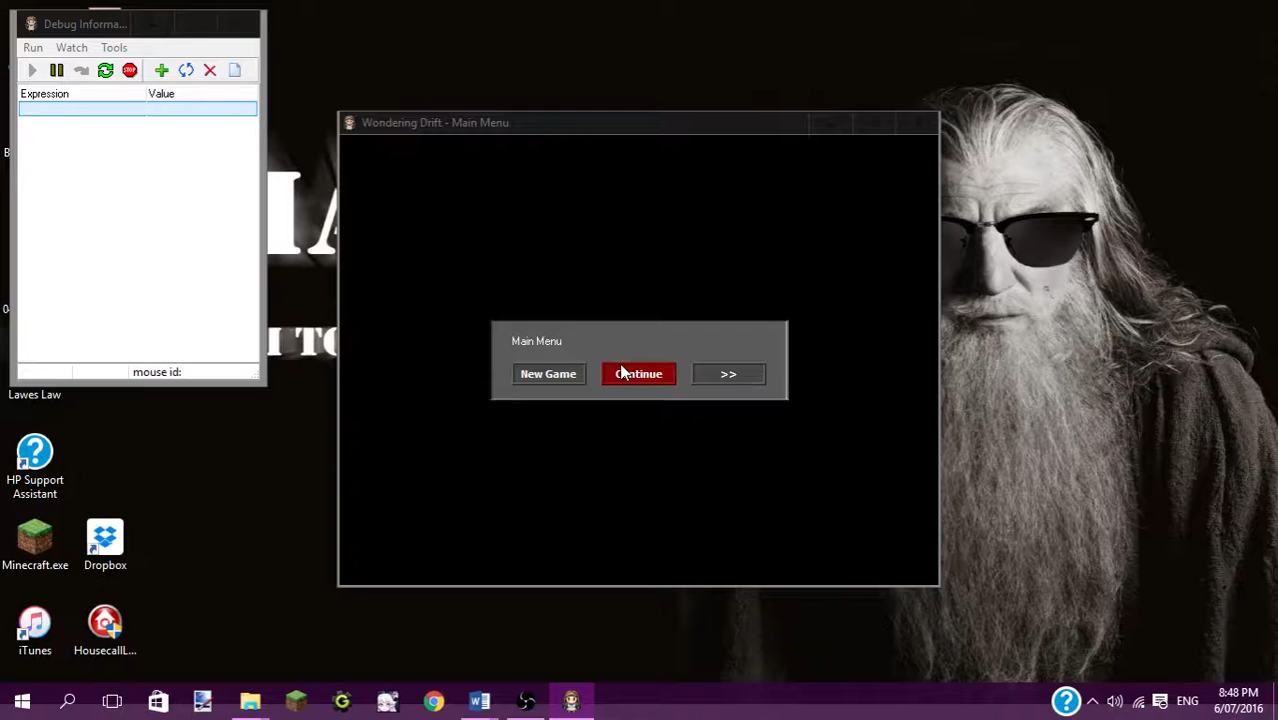 Debug Informa...
Run Watch Tools
STOP
Expression Value
mouse id:
Lawes Law
HP Support
Assistant
Minecraft.exe
Dropbox
iTunes
HousecallL...
Wondering Drift - Main Menu
Main Menu
New Game
>>
ENG
8:48 PM
6/07/2016